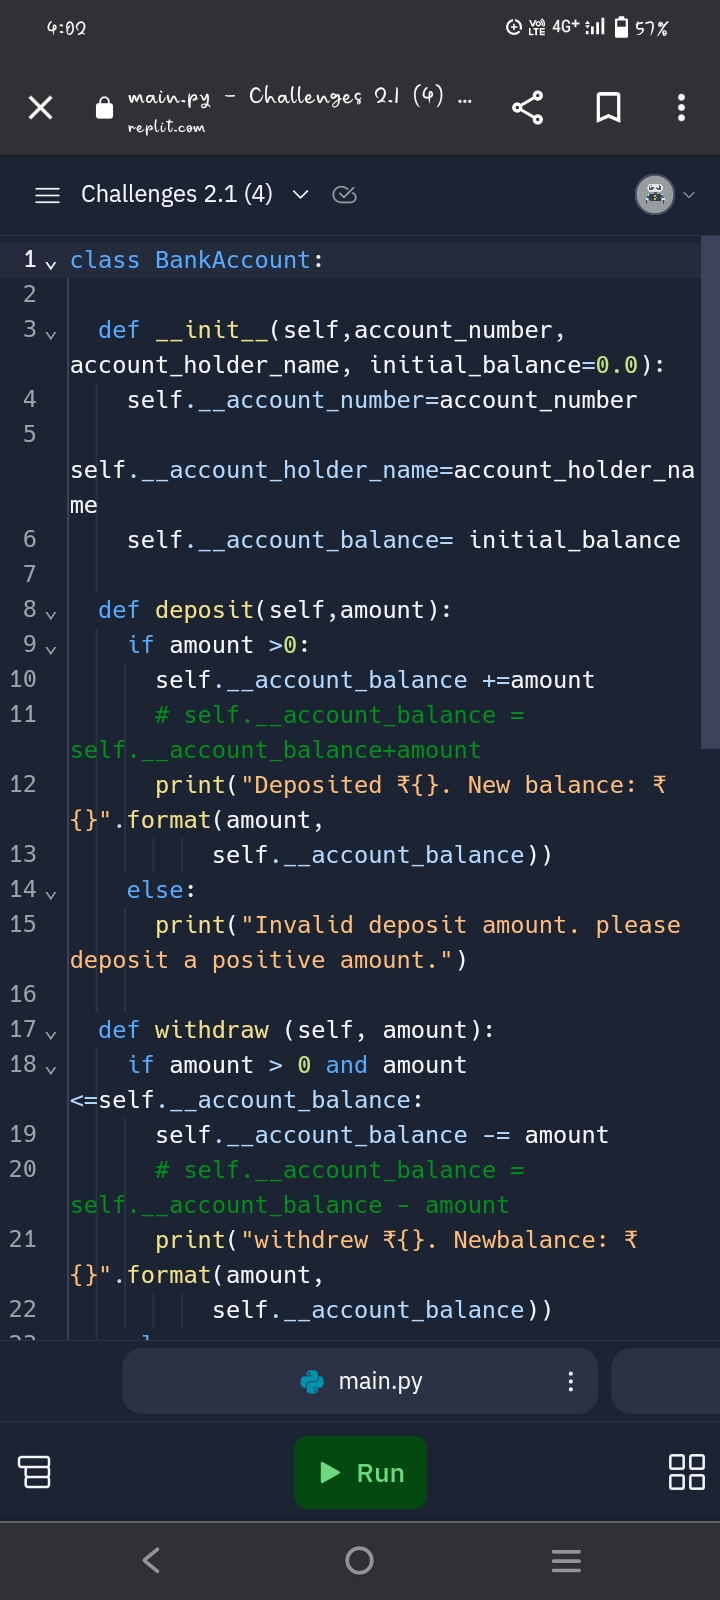 4:02 Vo)) LTE 4G+ 57%
main.py - Challenges 2.1 (4) ...
replit.com
Challenges 2.1 (4)
1 class BankAccount:
2
3 def __init__(self,account_number,
account_holder_name, initial_balance=0.0):
4 self.__account_number=account_number
5
self.__account_holder_name=account_holder_na
me
6 self.__account_balance= initial_balance
7
8 def deposit(self,amount):
9 if amount >0:
10 self.__account_balance +=amount
11 # self.__account_balance =
self.__account_balance+amount
12 print("Deposited ₹{}. New balance: ₹
{}".format(amount,
13 self.__account_balance))
14 else:
15 print("Invalid deposit amount. please
deposit a positive amount.")
16
17 def withdraw (self, amount):
18 if amount > 0 and amount
<=self.__account_balance:
19 self.__account_balance -= amount
20 # self.__account_balance =
self.__account_balance - amount
21 print("withdrew ₹{}. Newbalance: ₹
{}".format(amount,
22 self.__account_balance))
main.py
Run